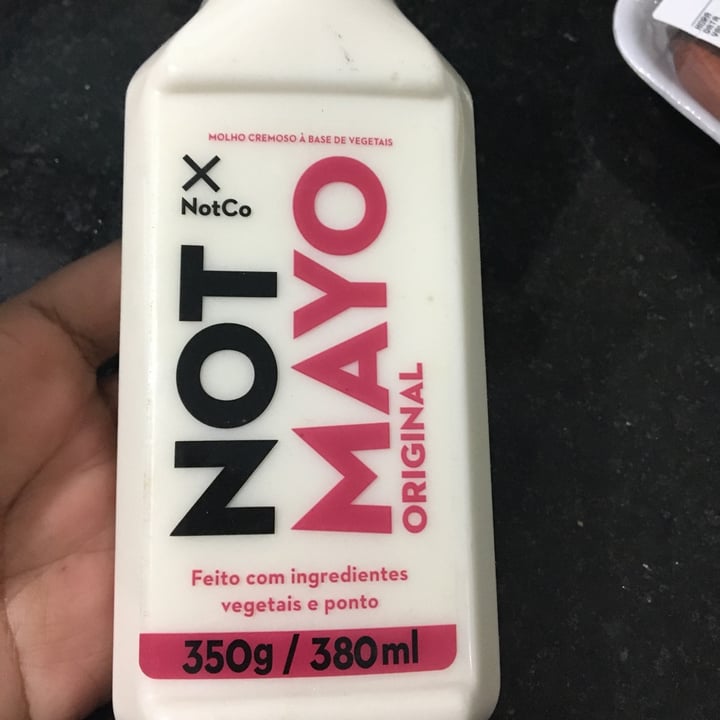 MOLHO CREMOSO À BASE DE VEGETAIS
NotCo
NOT
MAYO
ORIGINAL
Feito com ingredientes
vegetais e ponto
350g / 380ml